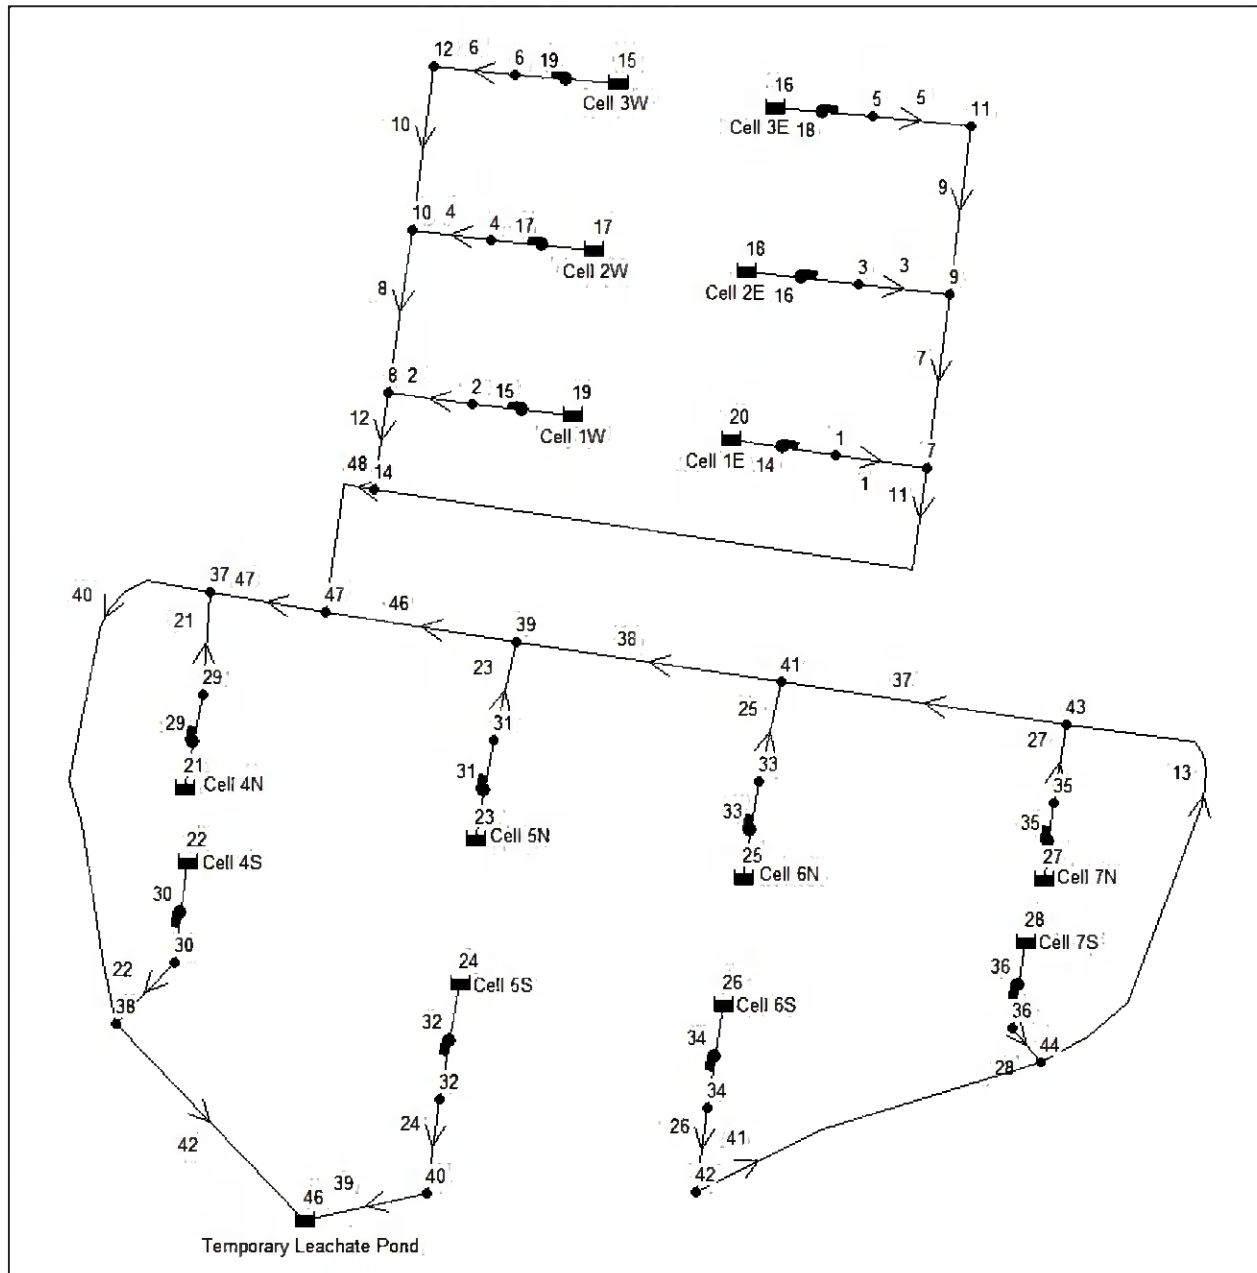 12 6 6 19 15
Cell 3W
16 5 5 11
Cell 3E 18
10
9
10 4 4 17 17
Cell 2W
18 3 3 9
Cell 2E 16
8
7
8 2 2 15 19
Cell 1W
12
20 1 7
Cell 1E 14 1 11
48 14
40 37 47 47 46 39 38 41 37 43
21 23 25 27 13
29 31 33 35
29 31 33 35
21 Cell 4N
23 Cell 5N
25 Cell 6N
27 Cell 7N
22 Cell 4S
30
30
22
38
24 Cell 5S
32
32
24
40
26 Cell 6S
34
34
26 41
42
28 Cell 7S
36
36
28 44
42
39
46
Temporary Leachate Pond